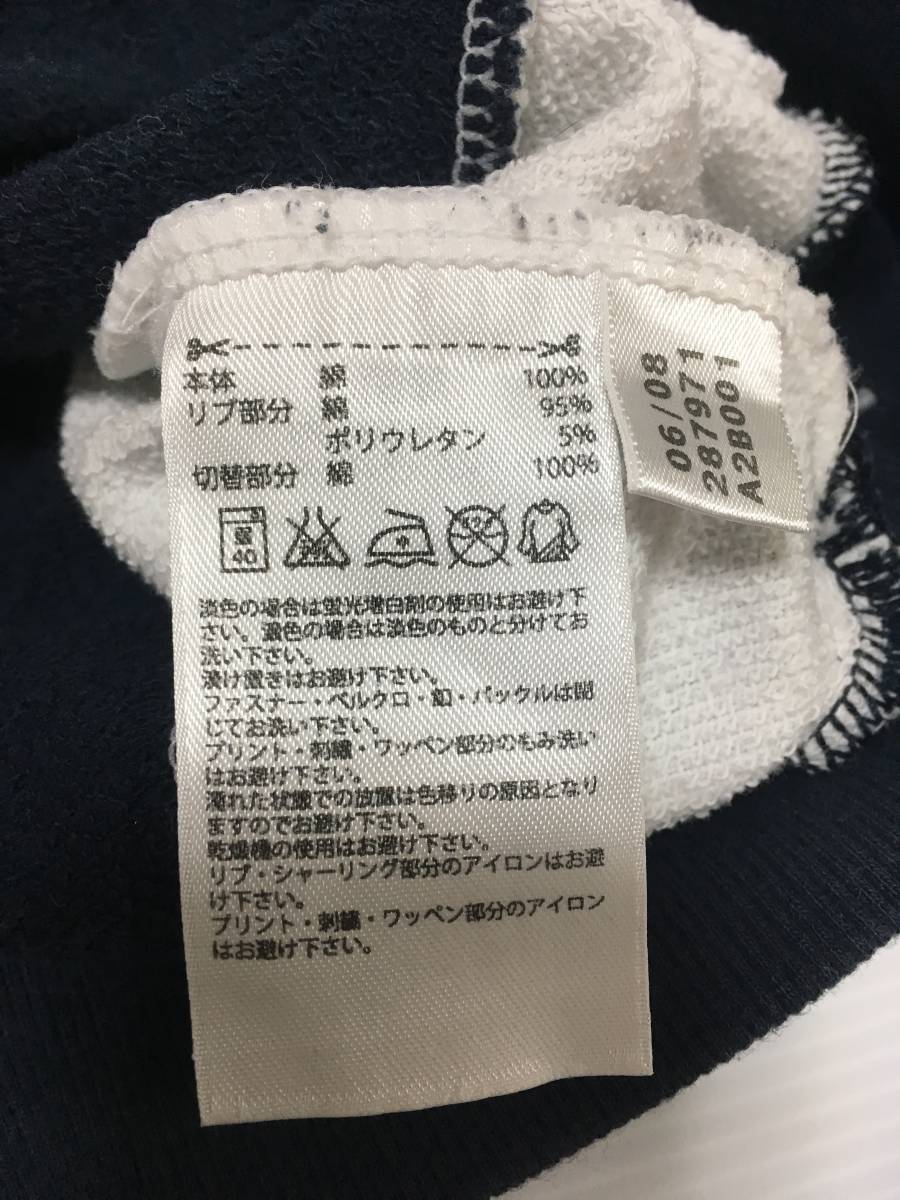 本体 綿 100%
リブ部分 綿 95%
ポリウレタン 5%
切替部分 綿 100%
弱
40
淡色の場合は蛍光増白剤の使用はお避け下
さい。濃色の場合は淡色のものと分けてお
洗い下さい。
漬け置きはお避け下さい。
ファスナー・ベルクロ・釦・バックルは閉
じてお洗い下さい。
プリント・刺繍・ワッペン部分のもみ洗い
はお避け下さい。
濡れた状態での放置は色移りの原因となり
ますのでお避け下さい。
乾燥機の使用はお避け下さい。
リブ・シャーリング部分のアイロンはお避
け下さい。
プリント・刺繍・ワッペン部分のアイロン
はお避け下さい。
06/08
287971
A2B001